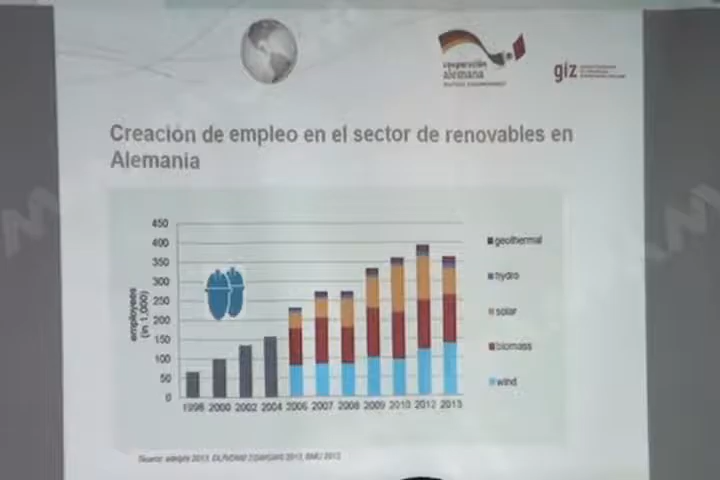 cooperación
alemana
giz
Creación de empleo en el sector de renovables en
Alemania
450
400
350
300
250
200
150
100
50
0
employees
(in 1,000)
1998 2000 2002 2004 2006 2007 2008 2009 2010 2012 2013
geothermal
hydro
solar
biomass
wind